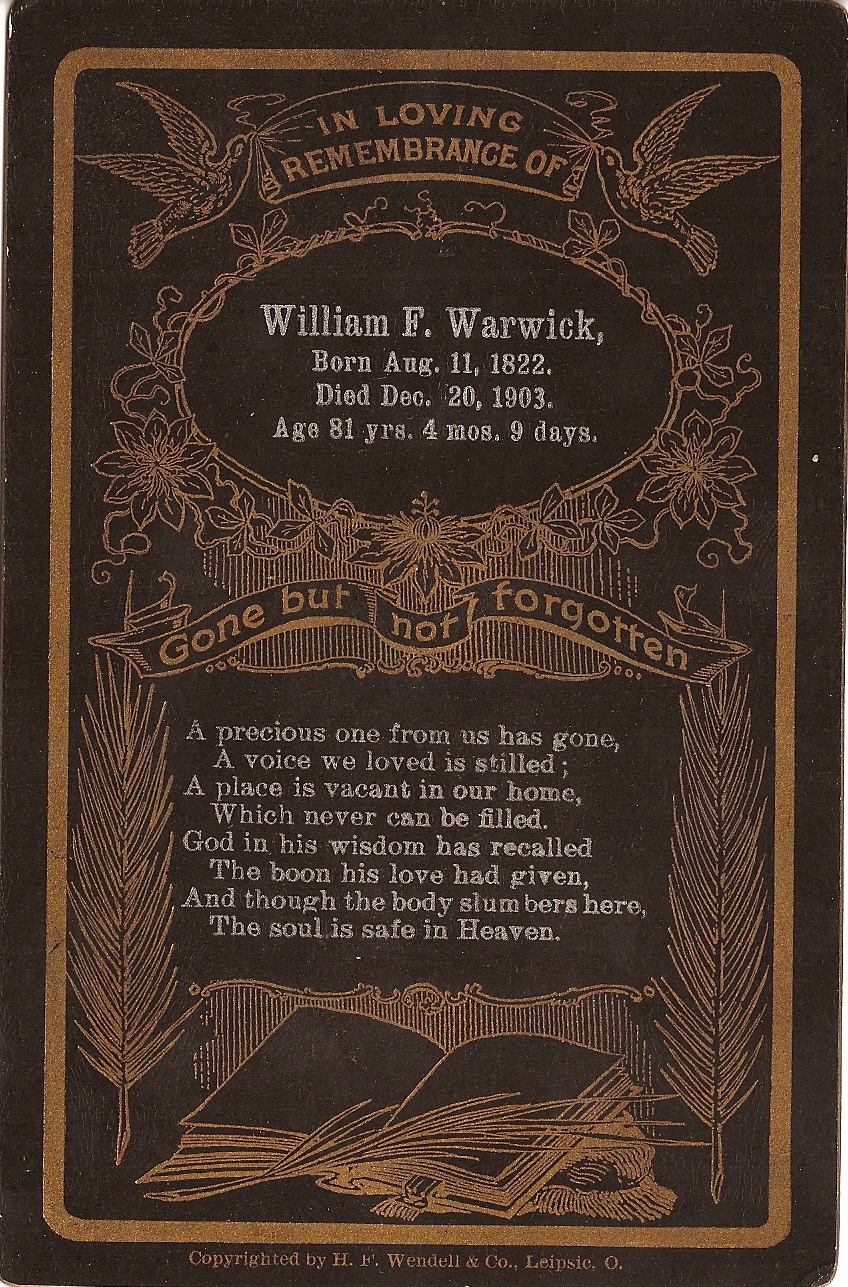 IN LOVING
REMEMBRANCE OF
William F. Warwick,
Born Aug. 11, 1822.
Died Dec. 20, 1903.
Age 81 yrs. 4 mos. 9 days.
Gone but not forgotten
A precious one from us has gone,
A voice we loved is stilled;
A place is vacant in our home,
Which never can be filled.
God in his wisdom has recalled
The boon his love had given,
And though the body slumbers here,
The soul is safe in Heaven.
Copyrighted by H. F. Wendell & Co., Leipsic, O.